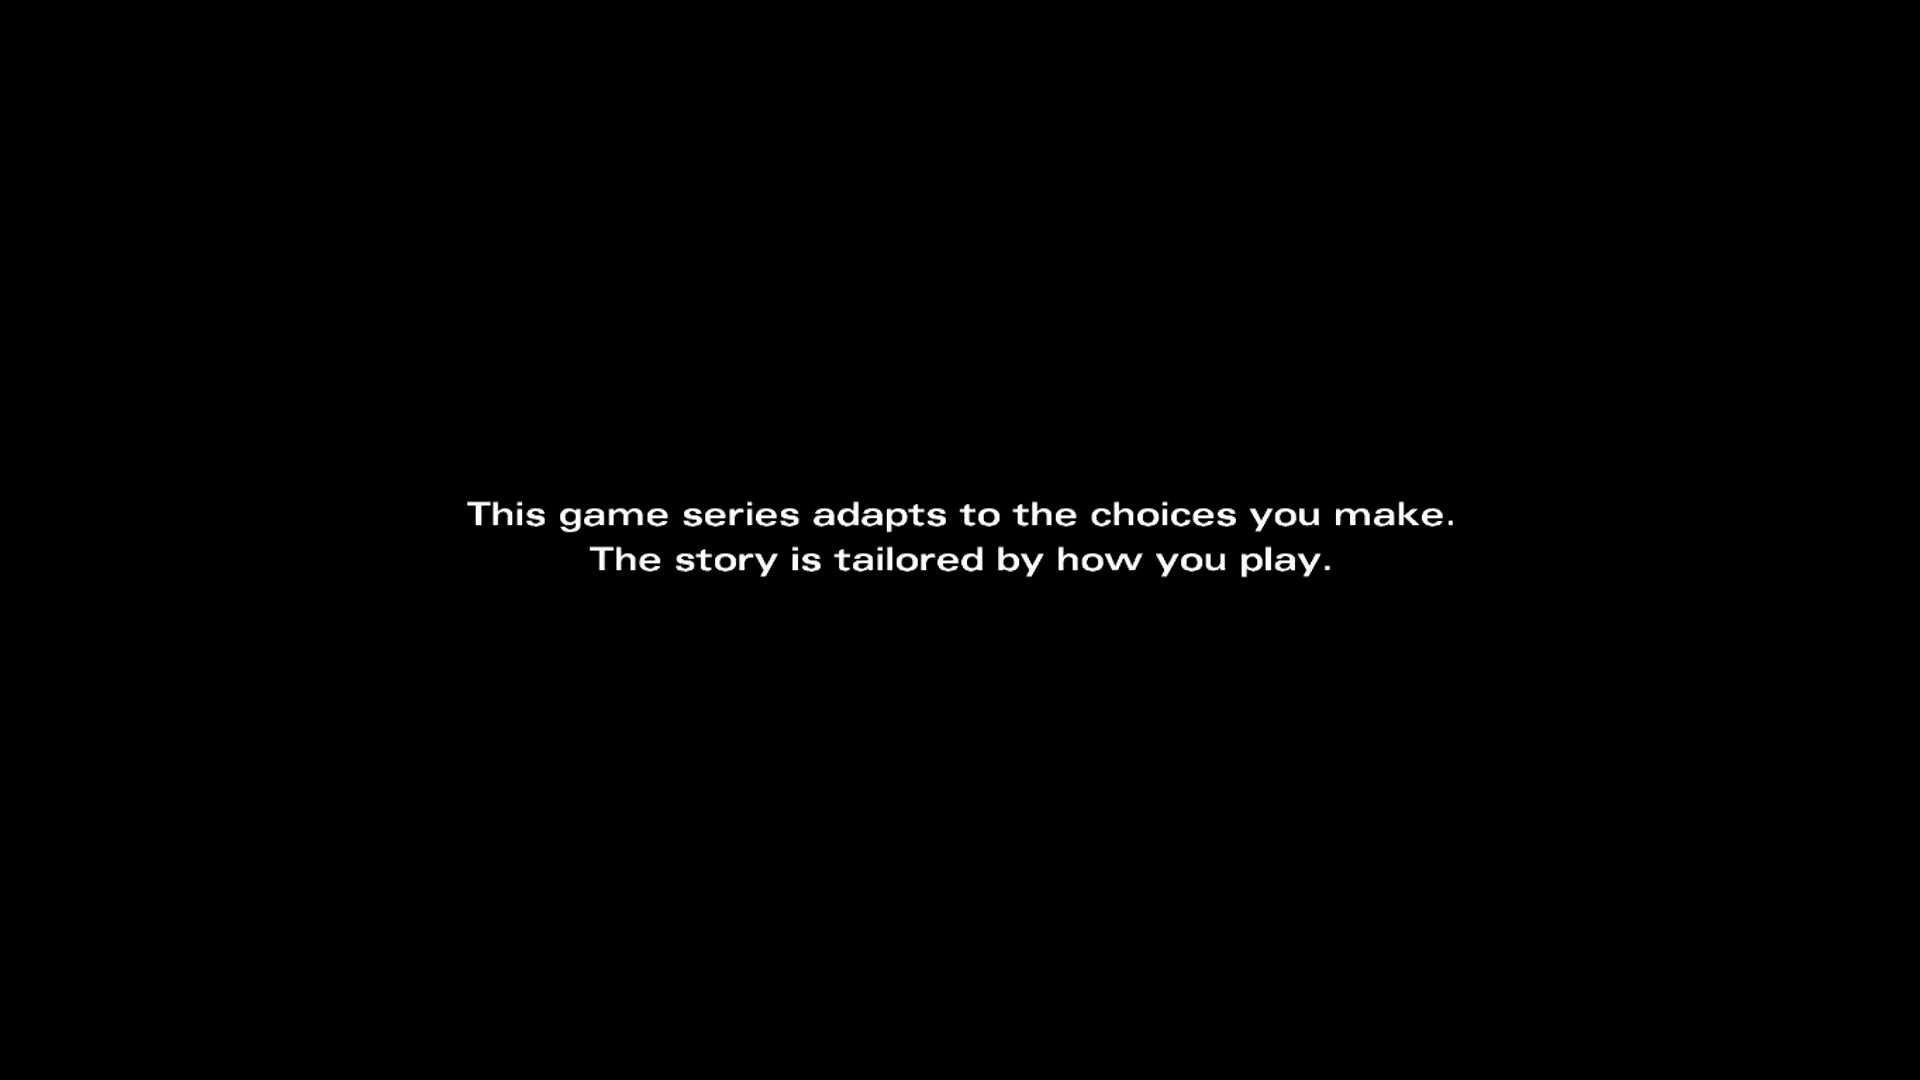 This game series adapts to the choices you make.
The story is tailored by how you play.